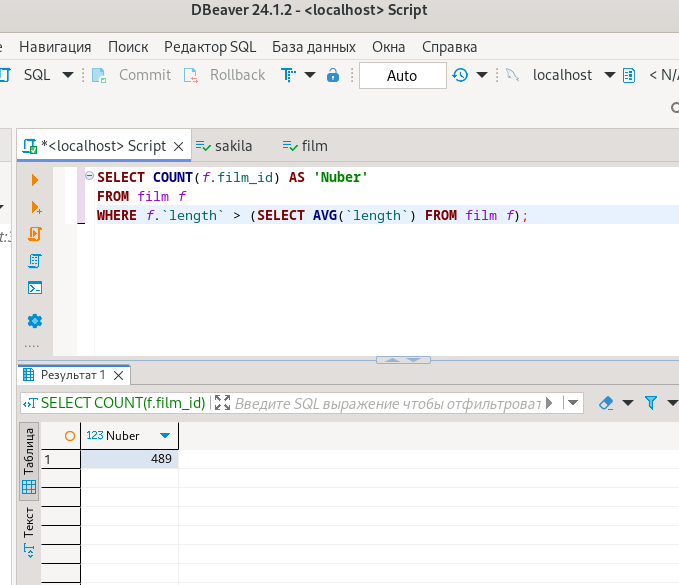 DBeaver 24.1.2 - <localhost> Script
Навигация Поиск Редактор SQL База данных Окна Справка
SQL Commit Rollback Auto localhost < N/
*<localhost> Script sakila film
SELECT COUNT(f.film_id) AS 'Nuber'
FROM film f
WHERE f.`length` > (SELECT AVG(`length`) FROM film f);
Результат 1
SELECT COUNT(f.film_id) Введите SQL выражение чтобы отфильтроват
Таблица
Текст
123 Nuber
1 489